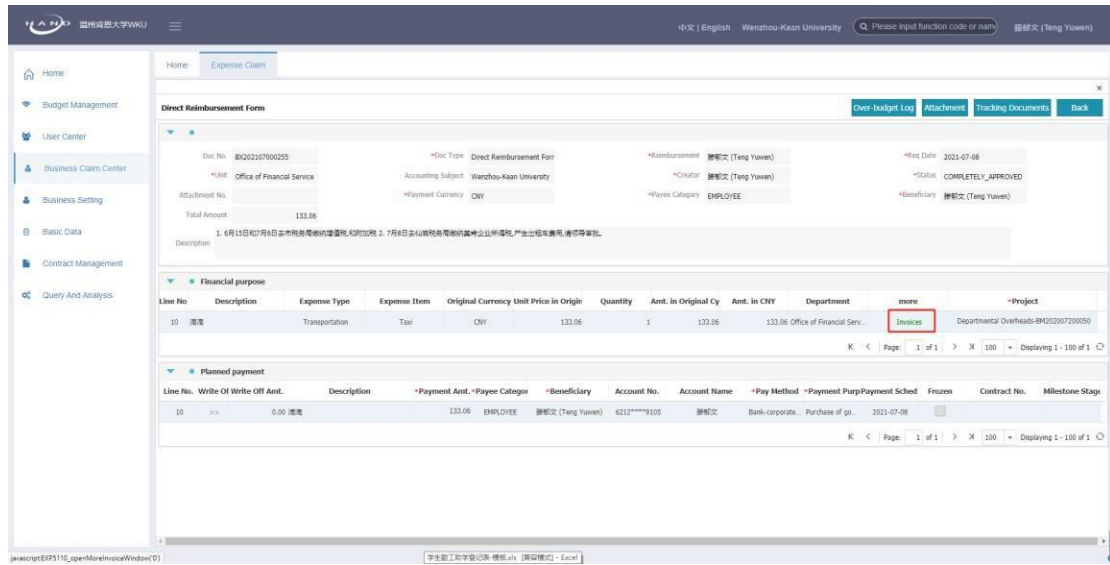 HAND 温州肯恩大学WKU 中文 | English Wenzhou-Kean University Please input function code or name 滕郁文 (Teng Yuwen)
Home
Budget Management
User Center
Business Claim Center
Business Setting
Basic Data
Contract Management
Query And Analysis
Home Expense Claim
Direct Reimbursement Form Over-budget Log Attachment Tracking Documents Back
Doc No. BX202107000255 *Doc Type Direct Reimbursement Forr *Reimbursement 滕郁文 (Teng Yuwen) *Req Date 2021-07-08
*Unit Office of Financial Service Accounting Subject Wenzhou-Kean University *Creator 滕郁文 (Teng Yuwen) *Status COMPLETELY_APPROVED
Attachment No. *Payment Currency CNY *Payee Category EMPLOYEE *Beneficiary 滕郁文 (Teng Yuwen)
Total Amount 133.06
Description 1. 6月15日和7月6日去市税务局缴纳增值税,和附加税 2. 7月8日去仙岩税务局缴纳离岸企业所得税,产生出租车费用,请领导审批。
Financial purpose
Line No Description Expense Type Expense Item Original Currency Unit Price in Origin Quantity Amt. in Original Cy Amt. in CNY Department more *Project
10 滴滴 Transportation Taxi CNY 133.06 1 133.06 133.06 Office of Financial Serv... Invoices Departmental Overheads-BM202007200050
Page: 1 of 1 100 Displaying 1 - 100 of 1
Planned payment
Line No. Write Of Write Off Amt. Description *Payment Amt. *Payee Categor *Beneficiary Account No. Account Name *Pay Method *Payment Purp Payment Sched Frozen Contract No. Milestone Stage
10 >> 0.00 滴滴 133.06 EMPLOYEE 滕郁文 (Teng Yuwen) 6212****9105 滕郁文 Bank-corporate... Purchase of go... 2021-07-08
Page: 1 of 1 100 Displaying 1 - 100 of 1
javascript:EXP5110_openMoreInvoiceWindow('0') 学生勤工助学登记表-模板.xls [兼容模式] - Excel